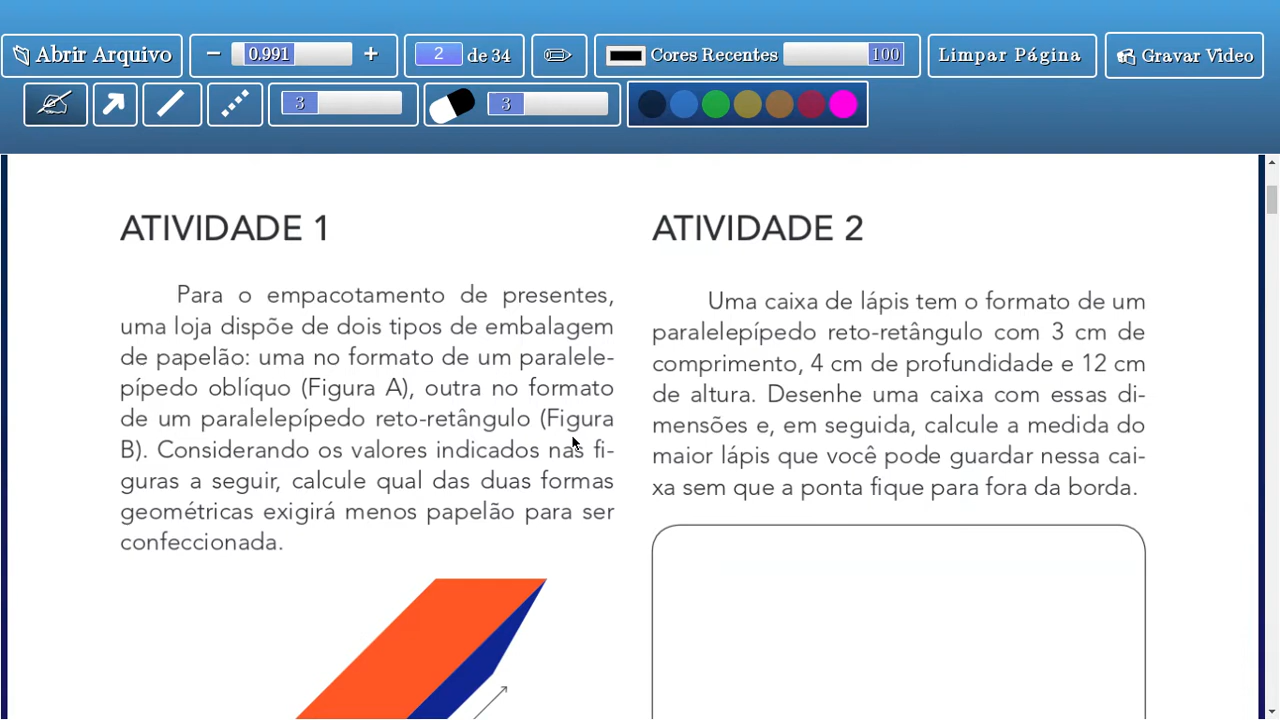 Abrir Arquivo
−
0.991
+
2
de 34
Cores Recentes
100
Limpar Página
Gravar Video
3
3
ATIVIDADE 1
Para o empacotamento de presentes,
uma loja dispõe de dois tipos de embalagem
de papelão: uma no formato de um paralele-
pípedo oblíquo (Figura A), outra no formato
de um paralelepípedo reto-retângulo (Figura
B). Considerando os valores indicados nas fi-
guras a seguir, calcule qual das duas formas
geométricas exigirá menos papelão para ser
confeccionada.
ATIVIDADE 2
Uma caixa de lápis tem o formato de um
paralelepípedo reto-retângulo com 3 cm de
comprimento, 4 cm de profundidade e 12 cm
de altura. Desenhe uma caixa com essas di-
mensões e, em seguida, calcule a medida do
maior lápis que você pode guardar nessa cai-
xa sem que a ponta fique para fora da borda.